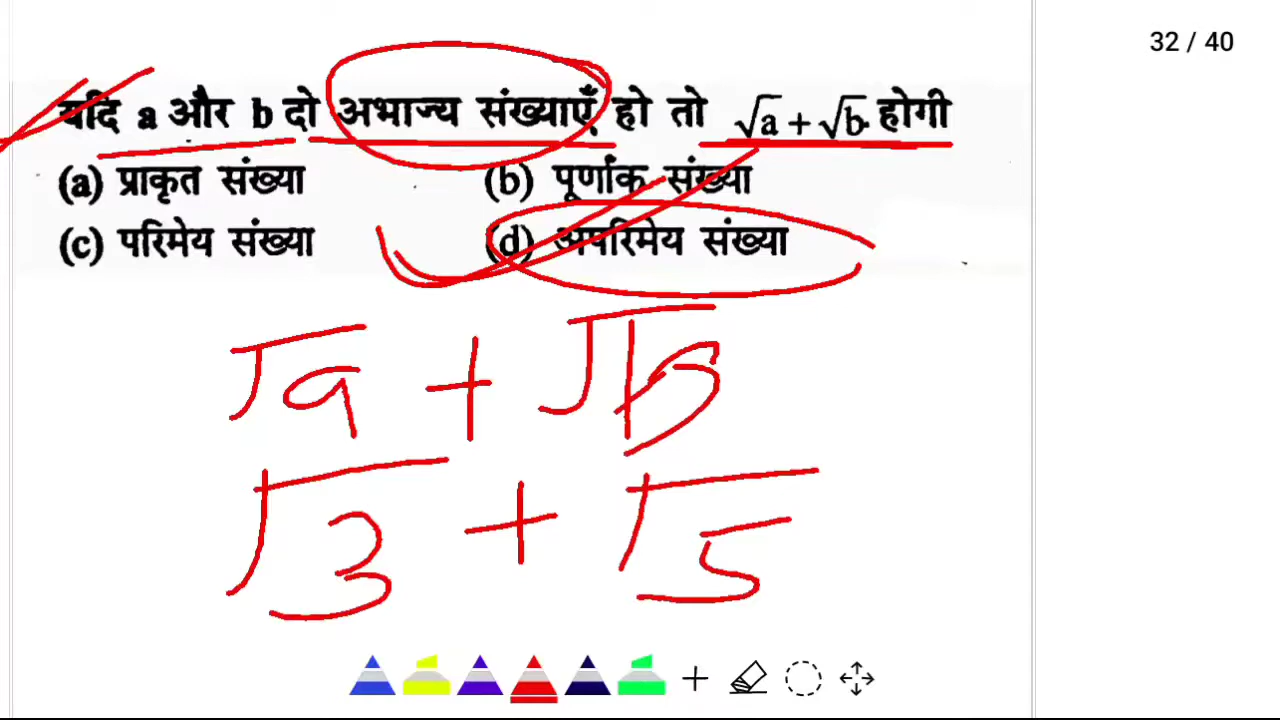 32 / 40
यदि a और b दो अभाज्य संख्याएँ हो तो √a + √b होगी
(a) प्राकृत संख्या (b) पूर्णांक संख्या
(c) परिमेय संख्या (d) अपरिमेय संख्या
√a + √b
√3 + √5